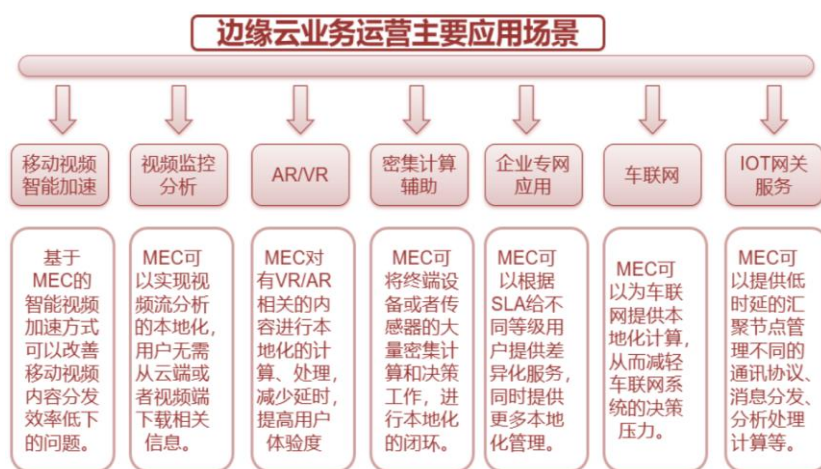 边缘云业务运营主要应用场景
移动视频
智能加速
视频监控
分析
AR/VR
密集计算
辅助
企业专网
应用
车联网
IOT网关
服务
基于
MEC的
智能视频
加速方式
可以改善
移动视频
内容分发
效率低下
的问题。
MEC可
以实现视
频流分析
的本地化，
用户无需
从云端或
者视频端
下载相关
信息。
MEC对
有VR/AR
相关的内
容进行本
地化的计
算、处理，
减少延时，
提高用户
体验度
MEC可
将终端设
备或者传
感器的大
量密集计
算和决策
工作，进
行本地化
的闭环。
MEC可
以根据
SLA给不
同等级用
户提供差
异化服务，
同时提供
更多本地
化管理。
MEC可
以为车联
网提供本
地化计算，
从而减轻
车联网系
统的决策
压力。
MEC可
以提供低
时延的汇
聚节点管
理不同的
通讯协议、
消息分发、
分析处理
计算等。